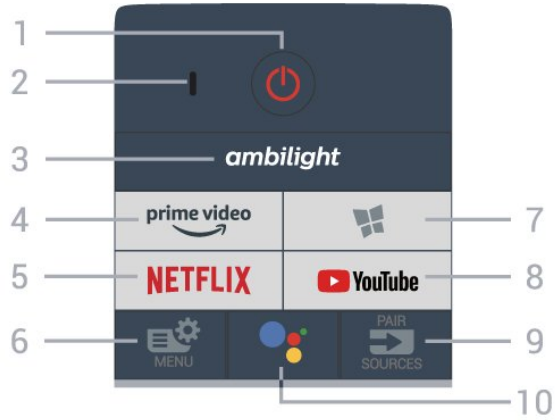 1
2
3 ambilight
4 prime video 7
5 NETFLIX YouTube 8
6 MENU PAIR SOURCES 9
10